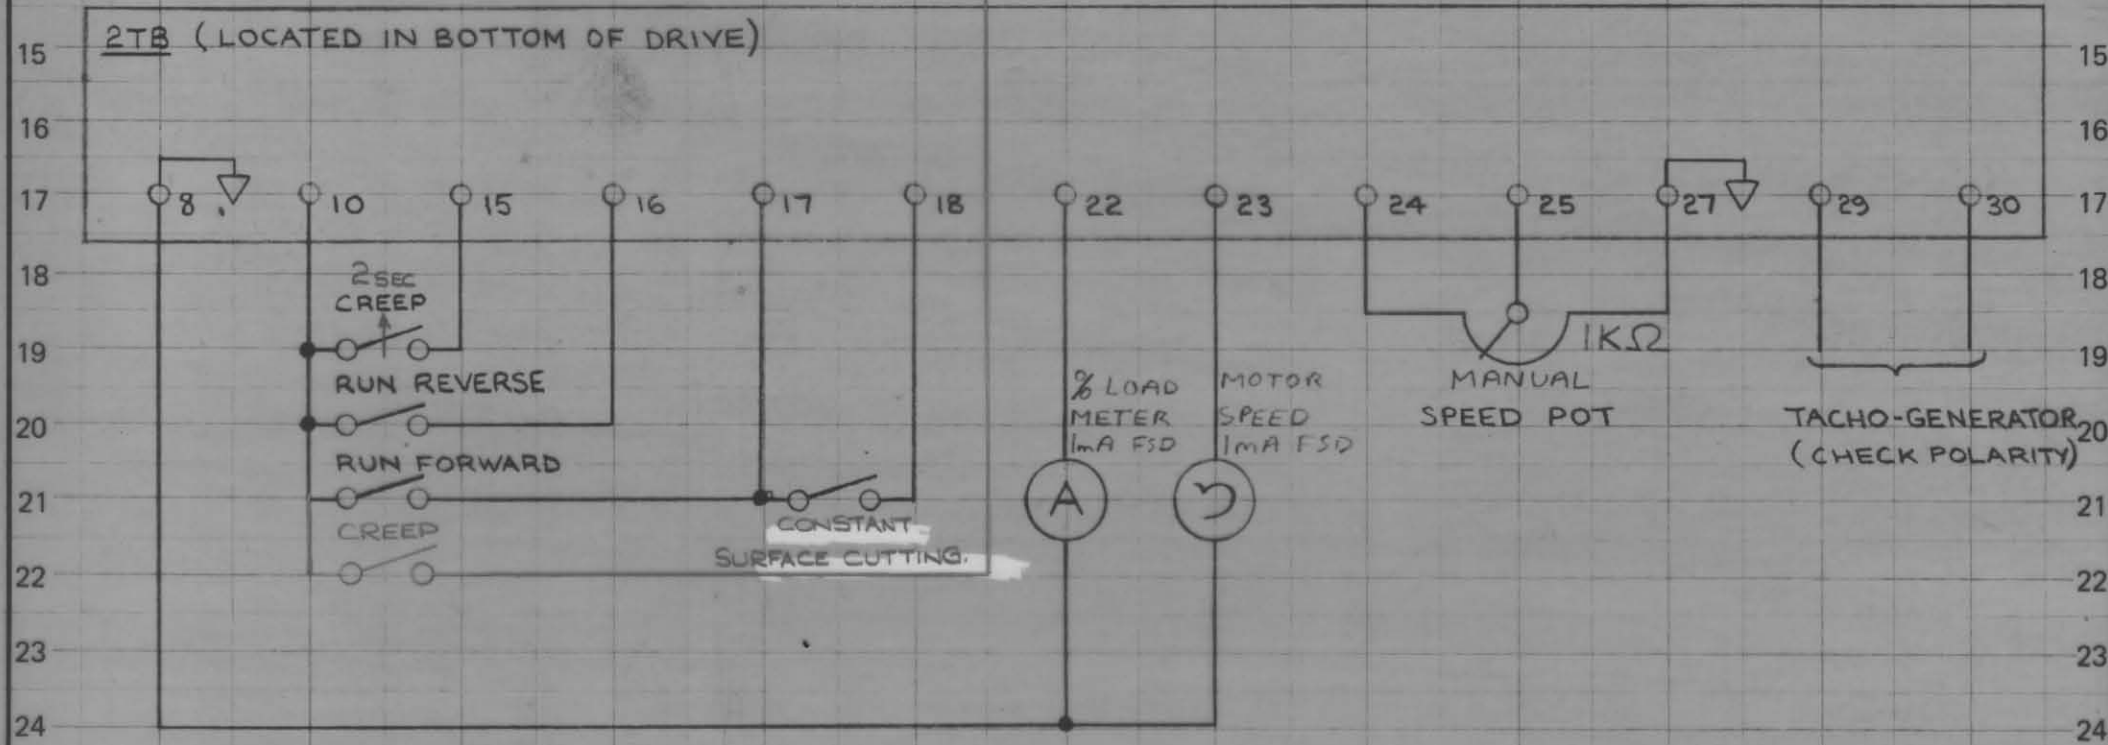 2TB (LOCATED IN BOTTOM OF DRIVE)
15 15
16 16
17 8 10 15 16 17 18 22 23 24 25 27 29 30 17
18 18
2 SEC
CREEP
19 1KΩ 19
RUN REVERSE
20 20
RUN FORWARD
21 21
CREEP
22 22
CONSTANT
SURFACE CUTTING.
% LOAD
METER
1mA FSD
A
MOTOR
SPEED
1mA FSD
MANUAL
SPEED POT
TACHO-GENERATOR
(CHECK POLARITY)
23 23
24 24